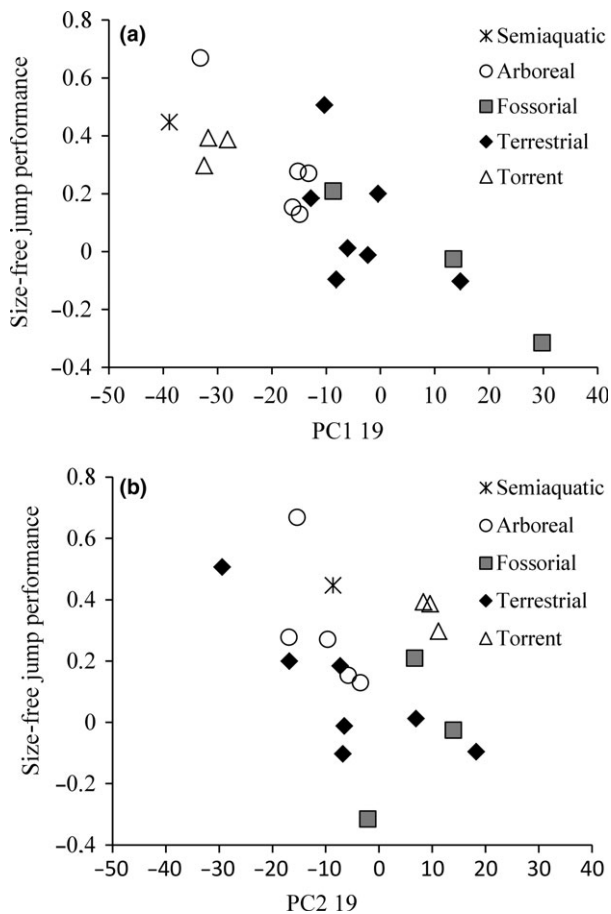 (a)
Semiaquatic
Arboreal
Fossorial
Terrestrial
Torrent
Size-free jump performance
0.8
0.6
0.4
0.2
0
−0.2
−0.4
−50 −40 −30 −20 −10 0 10 20 30 40
PC1 19
(b)
Semiaquatic
Arboreal
Fossorial
Terrestrial
Torrent
Size-free jump performance
0.8
0.6
0.4
0.2
0
−0.2
−0.4
−50 −40 −30 −20 −10 0 10 20 30 40
PC2 19